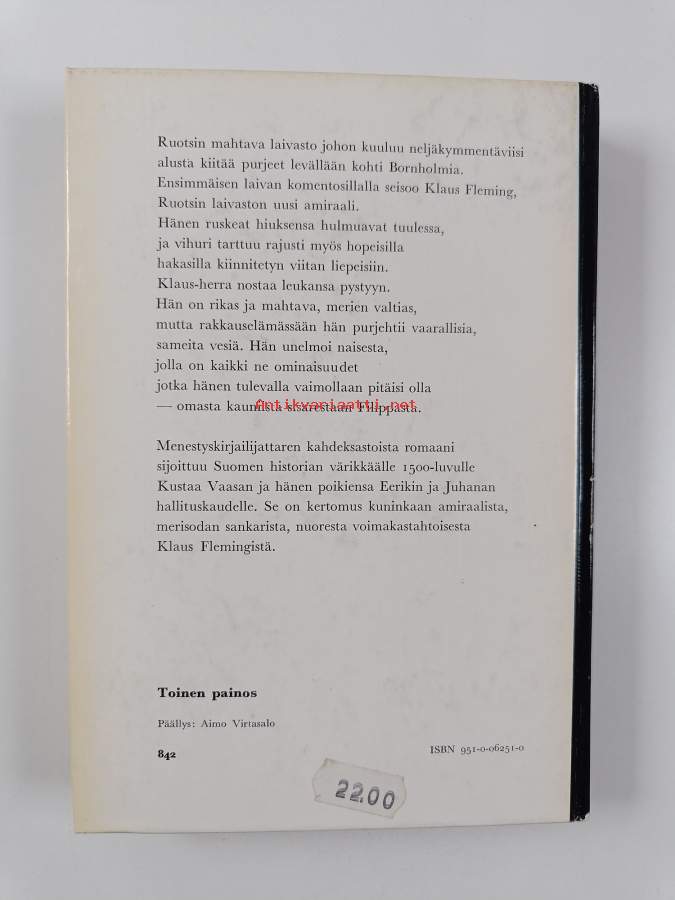 Ruotsin mahtava laivasto johon kuuluu neljäkymmentäviisi
alusta kiitää purjeet levällään kohti Bornholmia.
Ensimmäisen laivan komentosillalla seisoo Klaus Fleming,
Ruotsin laivaston uusi amiraali.
Hänen ruskeat hiuksensa hulmuavat tuulessa,
ja vihuri tarttuu rajusti myös hopeisilla
hakasilla kiinnitetyn viitan liepeisiin.
Klaus-herra nostaa leukansa pystyyn.
Hän on rikas ja mahtava, merien valtias,
mutta rakkauselämässään hän purjehtii vaarallisia,
sameita vesiä. Hän unelmoi naisesta,
jolla on kaikki ne ominaisuudet
jotka hänen tulevalla vaimollaan pitäisi olla
— omasta kauniista sisarestaan Filippasta.
Antikvariaatti.net
Menestyskirjailijattaren kahdeksastoista romaani
sijoittuu Suomen historian värikkäälle 1500-luvulle
Kustaa Vaasan ja hänen poikiensa Eerikin ja Juhanan
hallituskaudelle. Se on kertomus kuninkaan amiraalista,
merisodan sankarista, nuoresta voimakastahtoisesta
Klaus Flemingistä.
Toinen painos
Päällys: Aimo Virtasalo
842
ISBN 951-0-06251-0
22.00